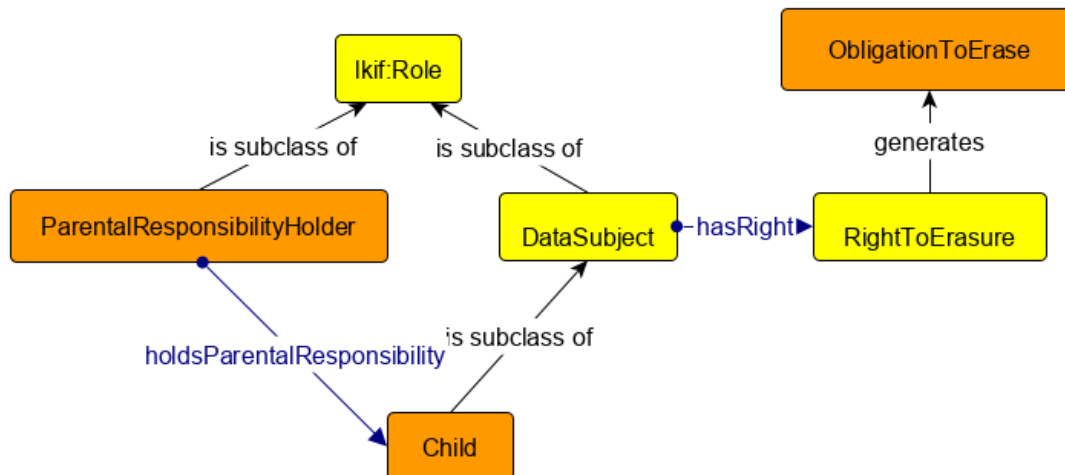 ObligationToErase
lkif:Role
is subclass of
is subclass of
generates
ParentalResponsibilityHolder
DataSubject
hasRight
RightToErasure
holdsParentalResponsibility
is subclass of
Child